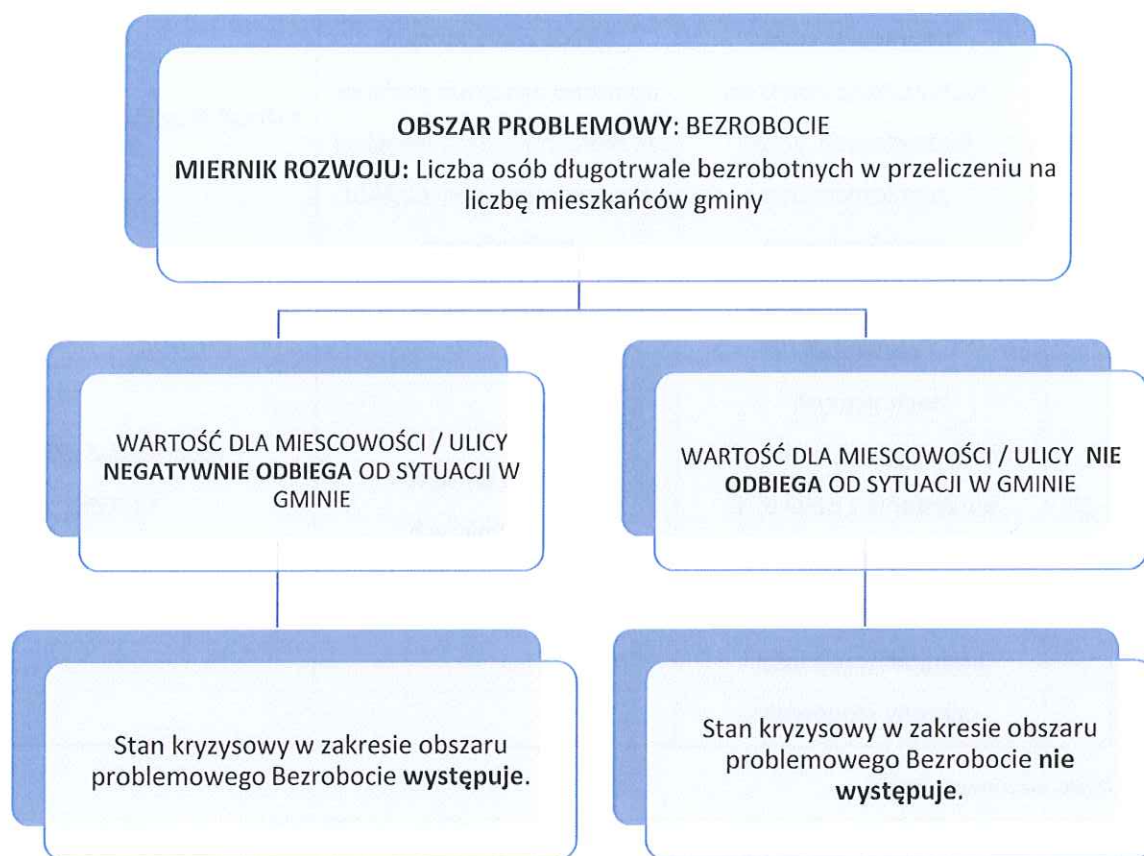 OBSZAR PROBLEMOWY: BEZROBOCIE
MIERNIK ROZWOJU: Liczba osób długotrwale bezrobotnych w przeliczeniu na
liczbę mieszkańców gminy
WARTOŚĆ DLA MIESCOWOŚCI / ULICY
NEGATYWNIE ODBIEGA OD SYTUACJI W
GMINIE
WARTOŚĆ DLA MIESCOWOŚCI / ULICY NIE
ODBIEGA OD SYTUACJI W GMINIE
Stan kryzysowy w zakresie obszaru
problemowego Bezrobocie występuje.
Stan kryzysowy w zakresie obszaru
problemowego Bezrobocie nie
występuje.